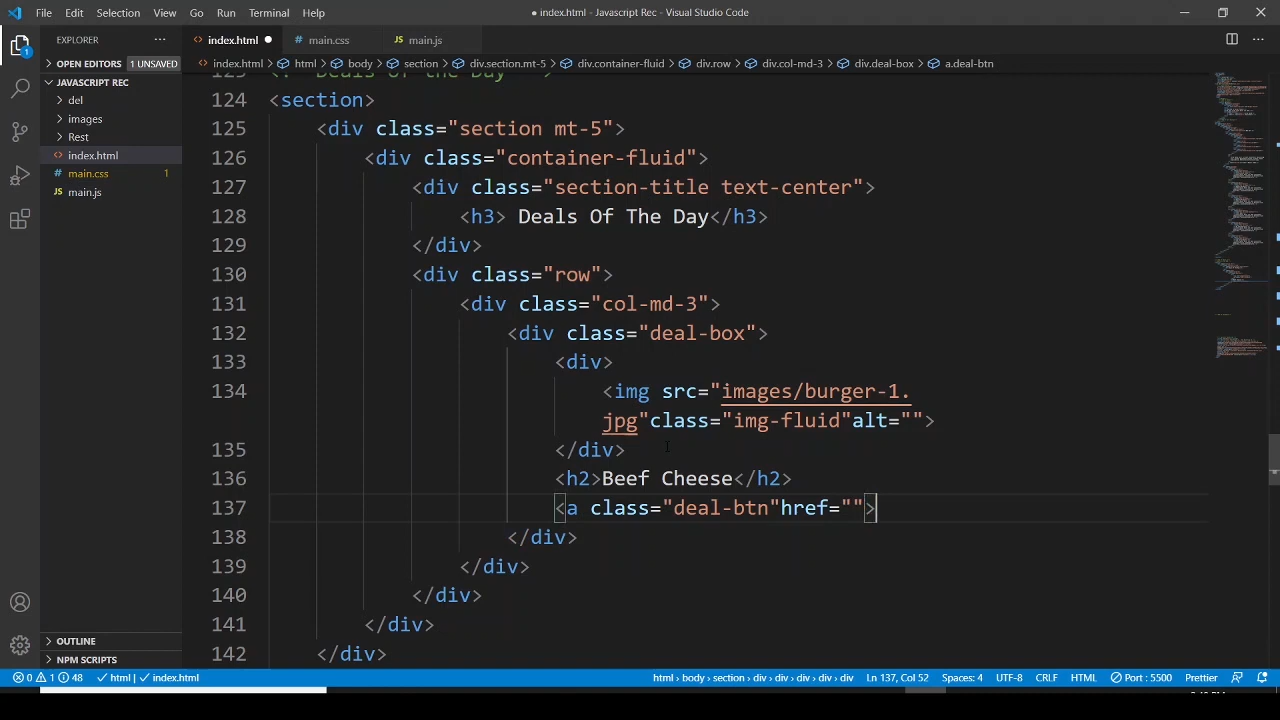 File Edit Selection View Go Run Terminal Help
● index.html - Javascript Rec - Visual Studio Code
EXPLORER
OPEN EDITORS 1 UNSAVED
JAVASCRIPT REC
del
images
Rest
index.html
main.css 1
main.js
OUTLINE
NPM SCRIPTS
1
index.html ● main.css main.js
index.html > html > body > section > div.section.mt-5 > div.container-fluid > div.row > div.col-md-3 > div.deal-box > a.deal-btn
Deals of the Day
124 <section>
125 <div class="section mt-5">
126 <div class="container-fluid">
127 <div class="section-title text-center">
128 <h3> Deals Of The Day</h3>
129 </div>
130 <div class="row">
131 <div class="col-md-3">
132 <div class="deal-box">
133 <div>
134 <img src="images/burger-1.
jpg"class="img-fluid"alt="">
135 </div>
136 <h2>Beef Cheese</h2>
137 <a class="deal-btn"href="">
138 </div>
139 </div>
140 </div>
141 </div>
142 </div>
0 1 48 html | index.html html > body > section > div > div > div > div > div Ln 137, Col 52 Spaces: 4 UTF-8 CRLF HTML Port : 5500 Prettier